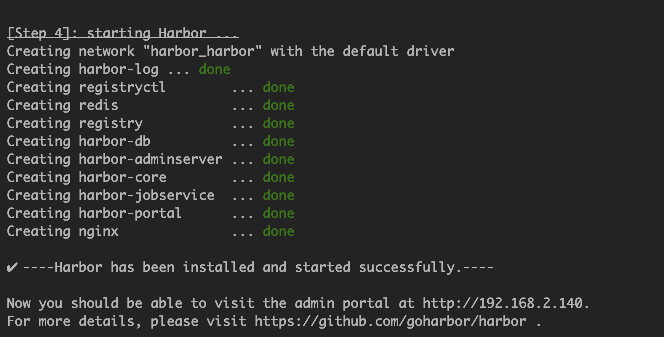 [Step 4]: starting Harbor ...
Creating network "harbor_harbor" with the default driver
Creating harbor-log ... done
Creating registryctl ... done
Creating redis ... done
Creating registry ... done
Creating harbor-db ... done
Creating harbor-adminserver ... done
Creating harbor-core ... done
Creating harbor-jobservice ... done
Creating harbor-portal ... done
Creating nginx ... done
✔ ----Harbor has been installed and started successfully.----
Now you should be able to visit the admin portal at http://192.168.2.140.
For more details, please visit https://github.com/goharbor/harbor .